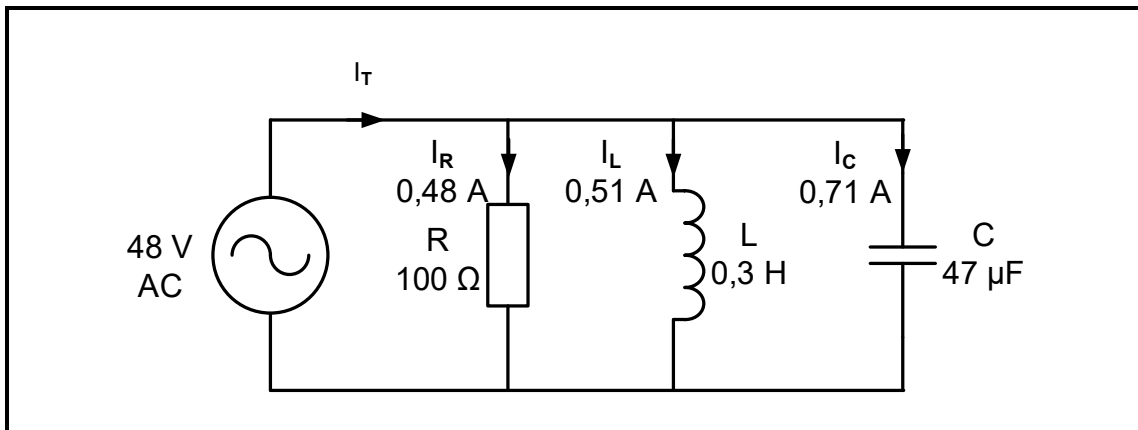 I_T
I_R
0,48 A
I_L
0,51 A
I_C
0,71 A
48 V
AC
R
100 Ω
L
0,3 H
C
47 µF